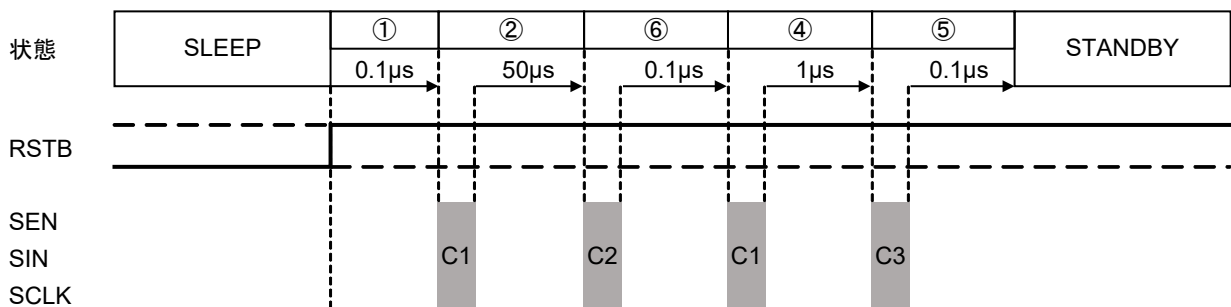 状態 SLEEP ① ② ⑥ ④ ⑤ STANDBY
0.1μs 50μs 0.1μs 1μs 0.1μs
RSTB
SEN
SIN C1 C2 C1 C3
SCLK